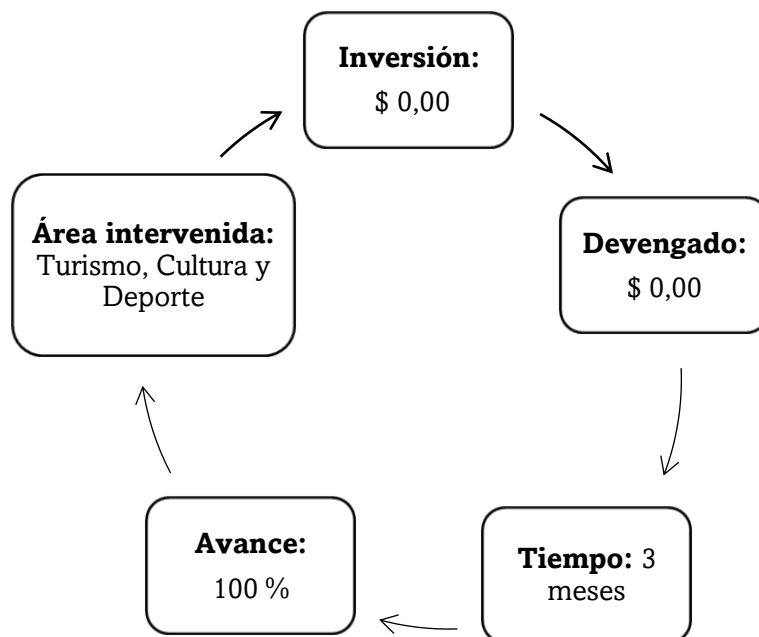 Inversión:
$ 0,00
Devengado:
$ 0,00
Tiempo: 3
meses
Avance:
100 %
Área intervenida:
Turismo, Cultura y
Deporte